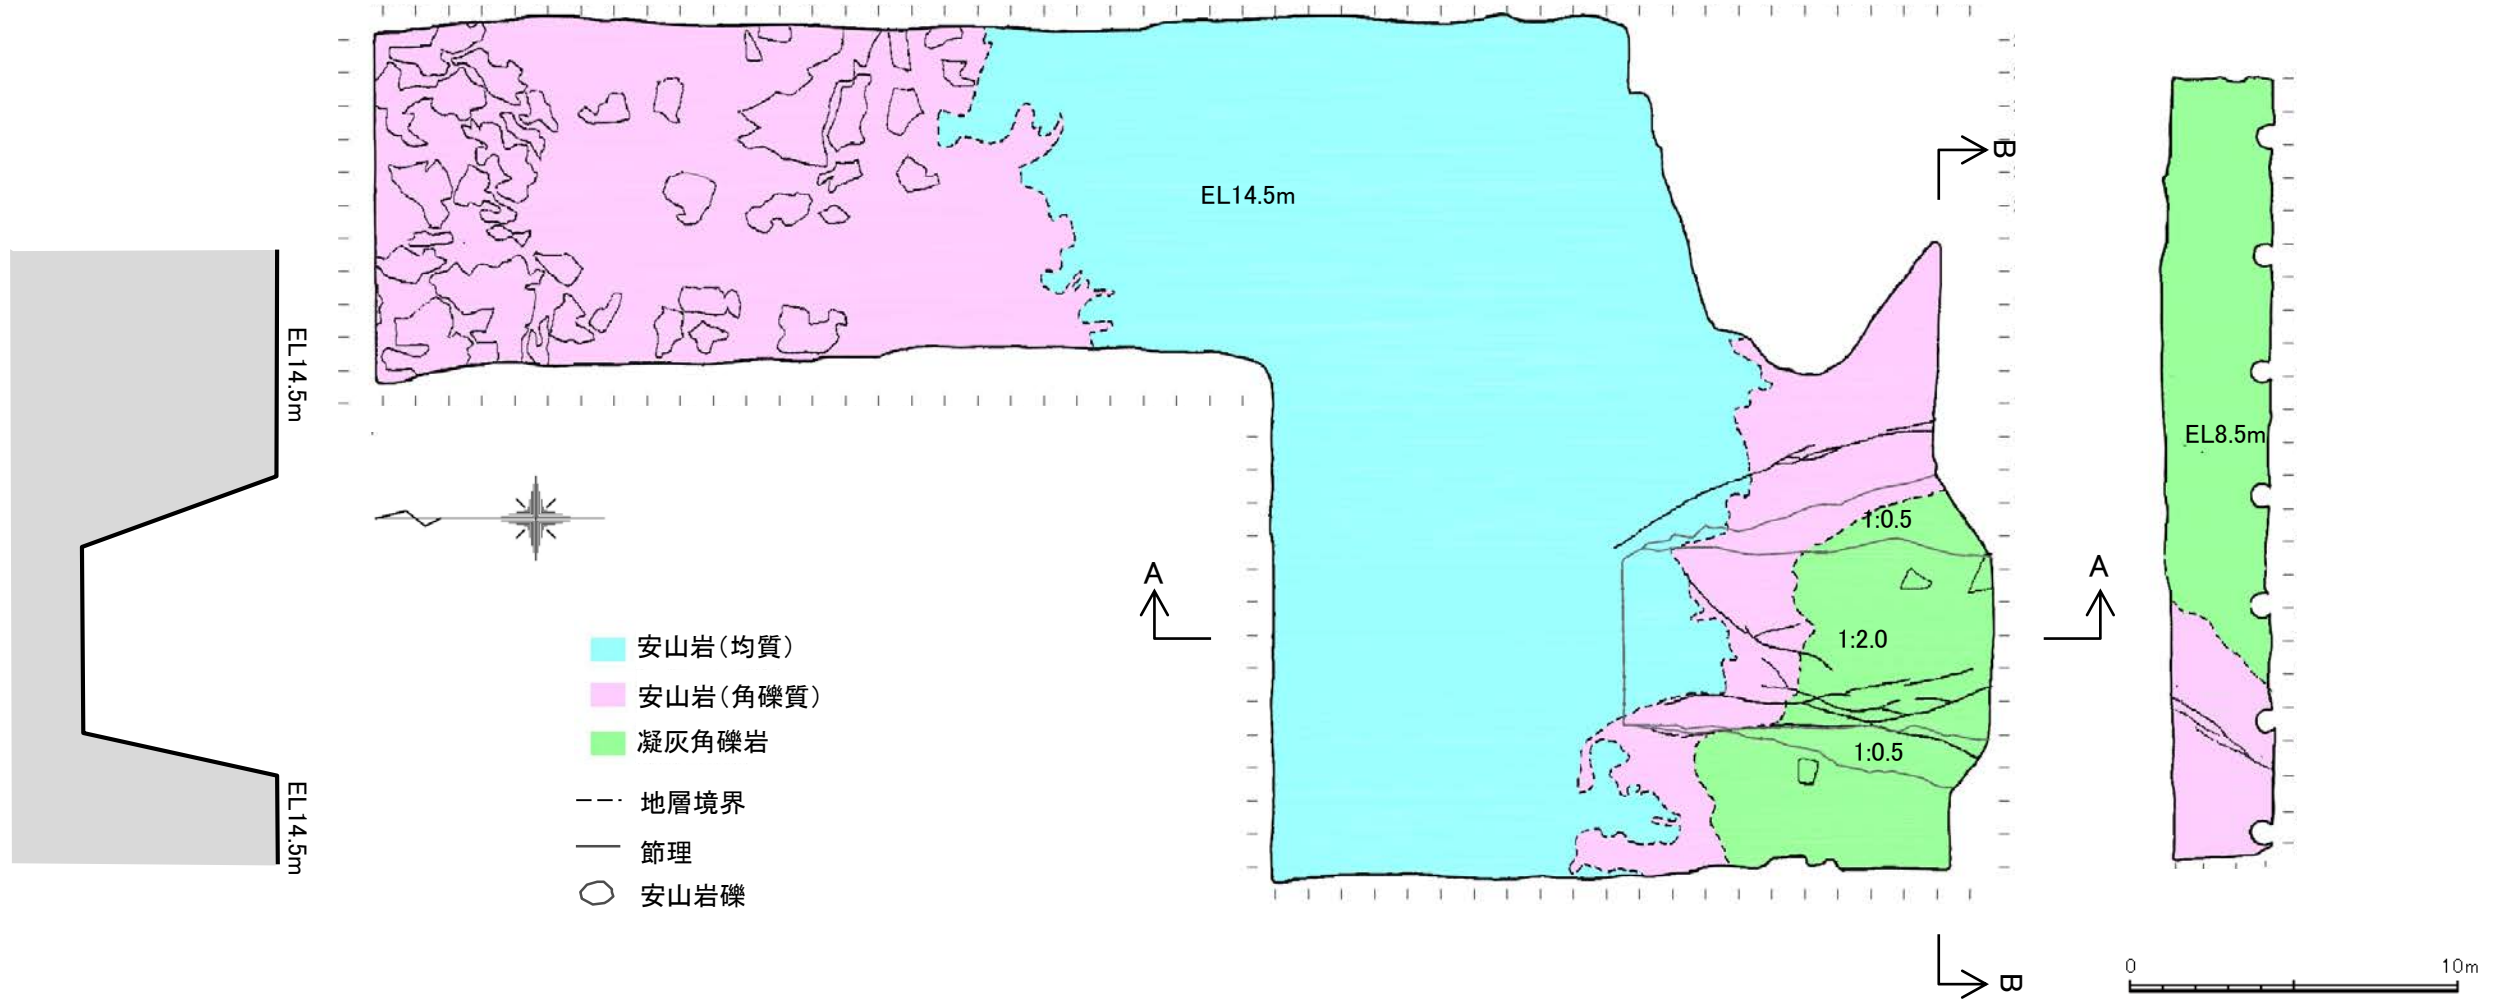 EL14.5m
EL14.5m
EL14.5m
B
EL8.5m
1:0.5
A
A
1:2.0
1:0.5
安山岩（均質）
安山岩（角礫質）
凝灰角礫岩
地層境界
節理
安山岩礫
B
0 10m